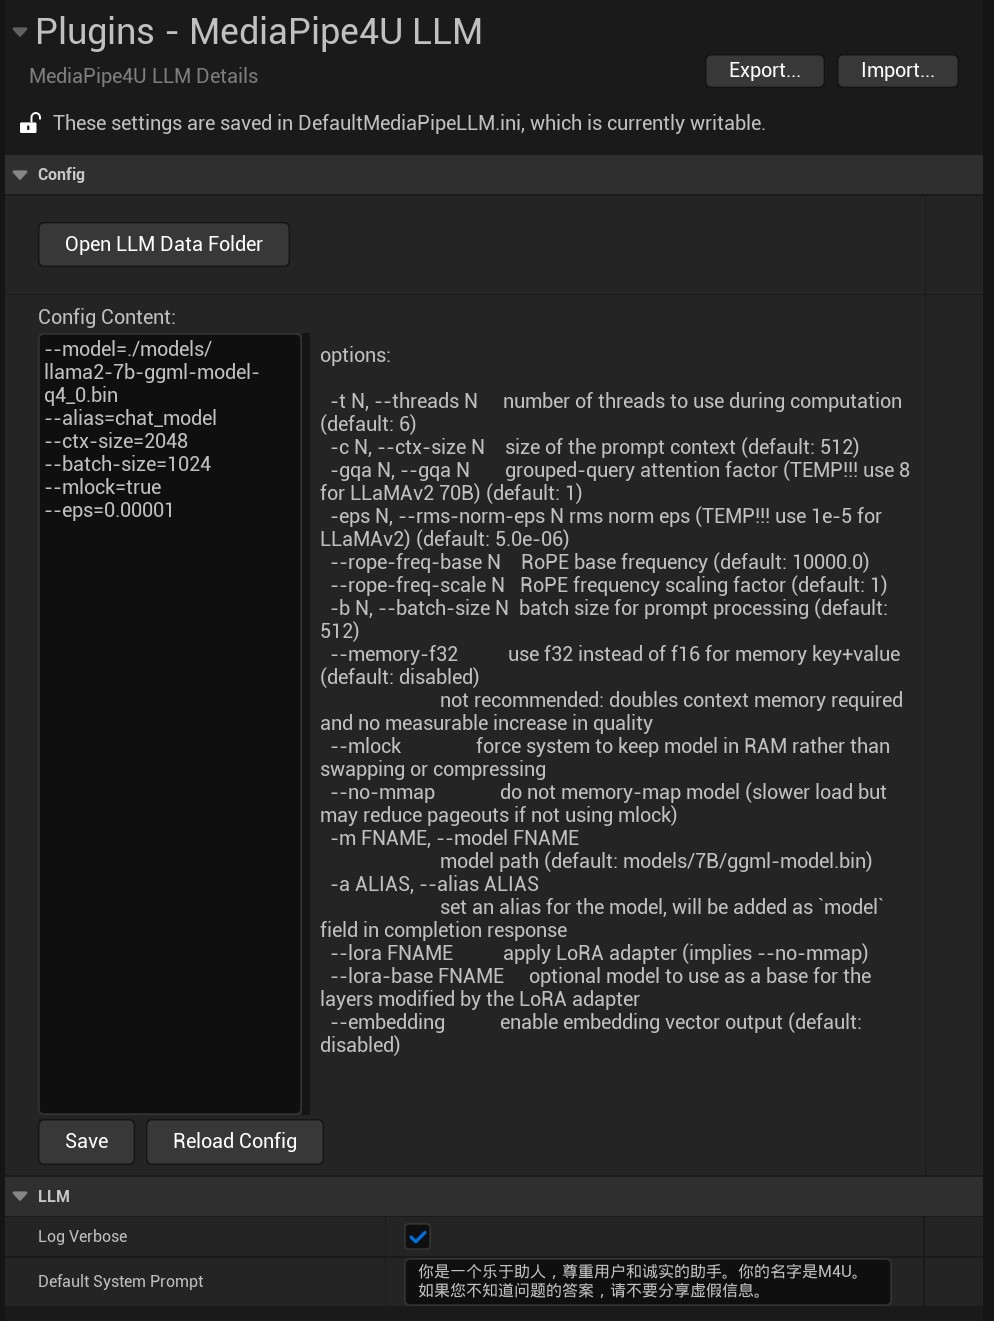 Plugins - MediaPipe4U LLM
MediaPipe4U LLM Details
Export...
Import...
These settings are saved in DefaultMediaPipeLLM.ini, which is currently writable.
Config
Open LLM Data Folder
Config Content:
--model=./models/
llama2-7b-ggml-model-
q4_0.bin
--alias=chat_model
--ctx-size=2048
--batch-size=1024
--mlock=true
--eps=0.00001
options:
-t N, --threads N number of threads to use during computation
(default: 6)
-c N, --ctx-size N size of the prompt context (default: 512)
-gqa N, --gqa N grouped-query attention factor (TEMP!!! use 8
for LLaMAv2 70B) (default: 1)
-eps N, --rms-norm-eps N rms norm eps (TEMP!!! use 1e-5 for
LLaMAv2) (default: 5.0e-06)
--rope-freq-base N RoPE base frequency (default: 10000.0)
--rope-freq-scale N RoPE frequency scaling factor (default: 1)
-b N, --batch-size N batch size for prompt processing (default:
512)
--memory-f32 use f32 instead of f16 for memory key+value
(default: disabled)
not recommended: doubles context memory required
and no measurable increase in quality
--mlock force system to keep model in RAM rather than
swapping or compressing
--no-mmap do not memory-map model (slower load but
may reduce pageouts if not using mlock)
-m FNAME, --model FNAME
model path (default: models/7B/ggml-model.bin)
-a ALIAS, --alias ALIAS
set an alias for the model, will be added as `model`
field in completion response
--lora FNAME apply LoRA adapter (implies --no-mmap)
--lora-base FNAME optional model to use as a base for the
layers modified by the LoRA adapter
--embedding enable embedding vector output (default:
disabled)
Save
Reload Config
LLM
Log Verbose
Default System Prompt
你是一个乐于助人，尊重用户和诚实的助手。你的名字是M4U。
如果您不知道问题的答案，请不要分享虚假信息。